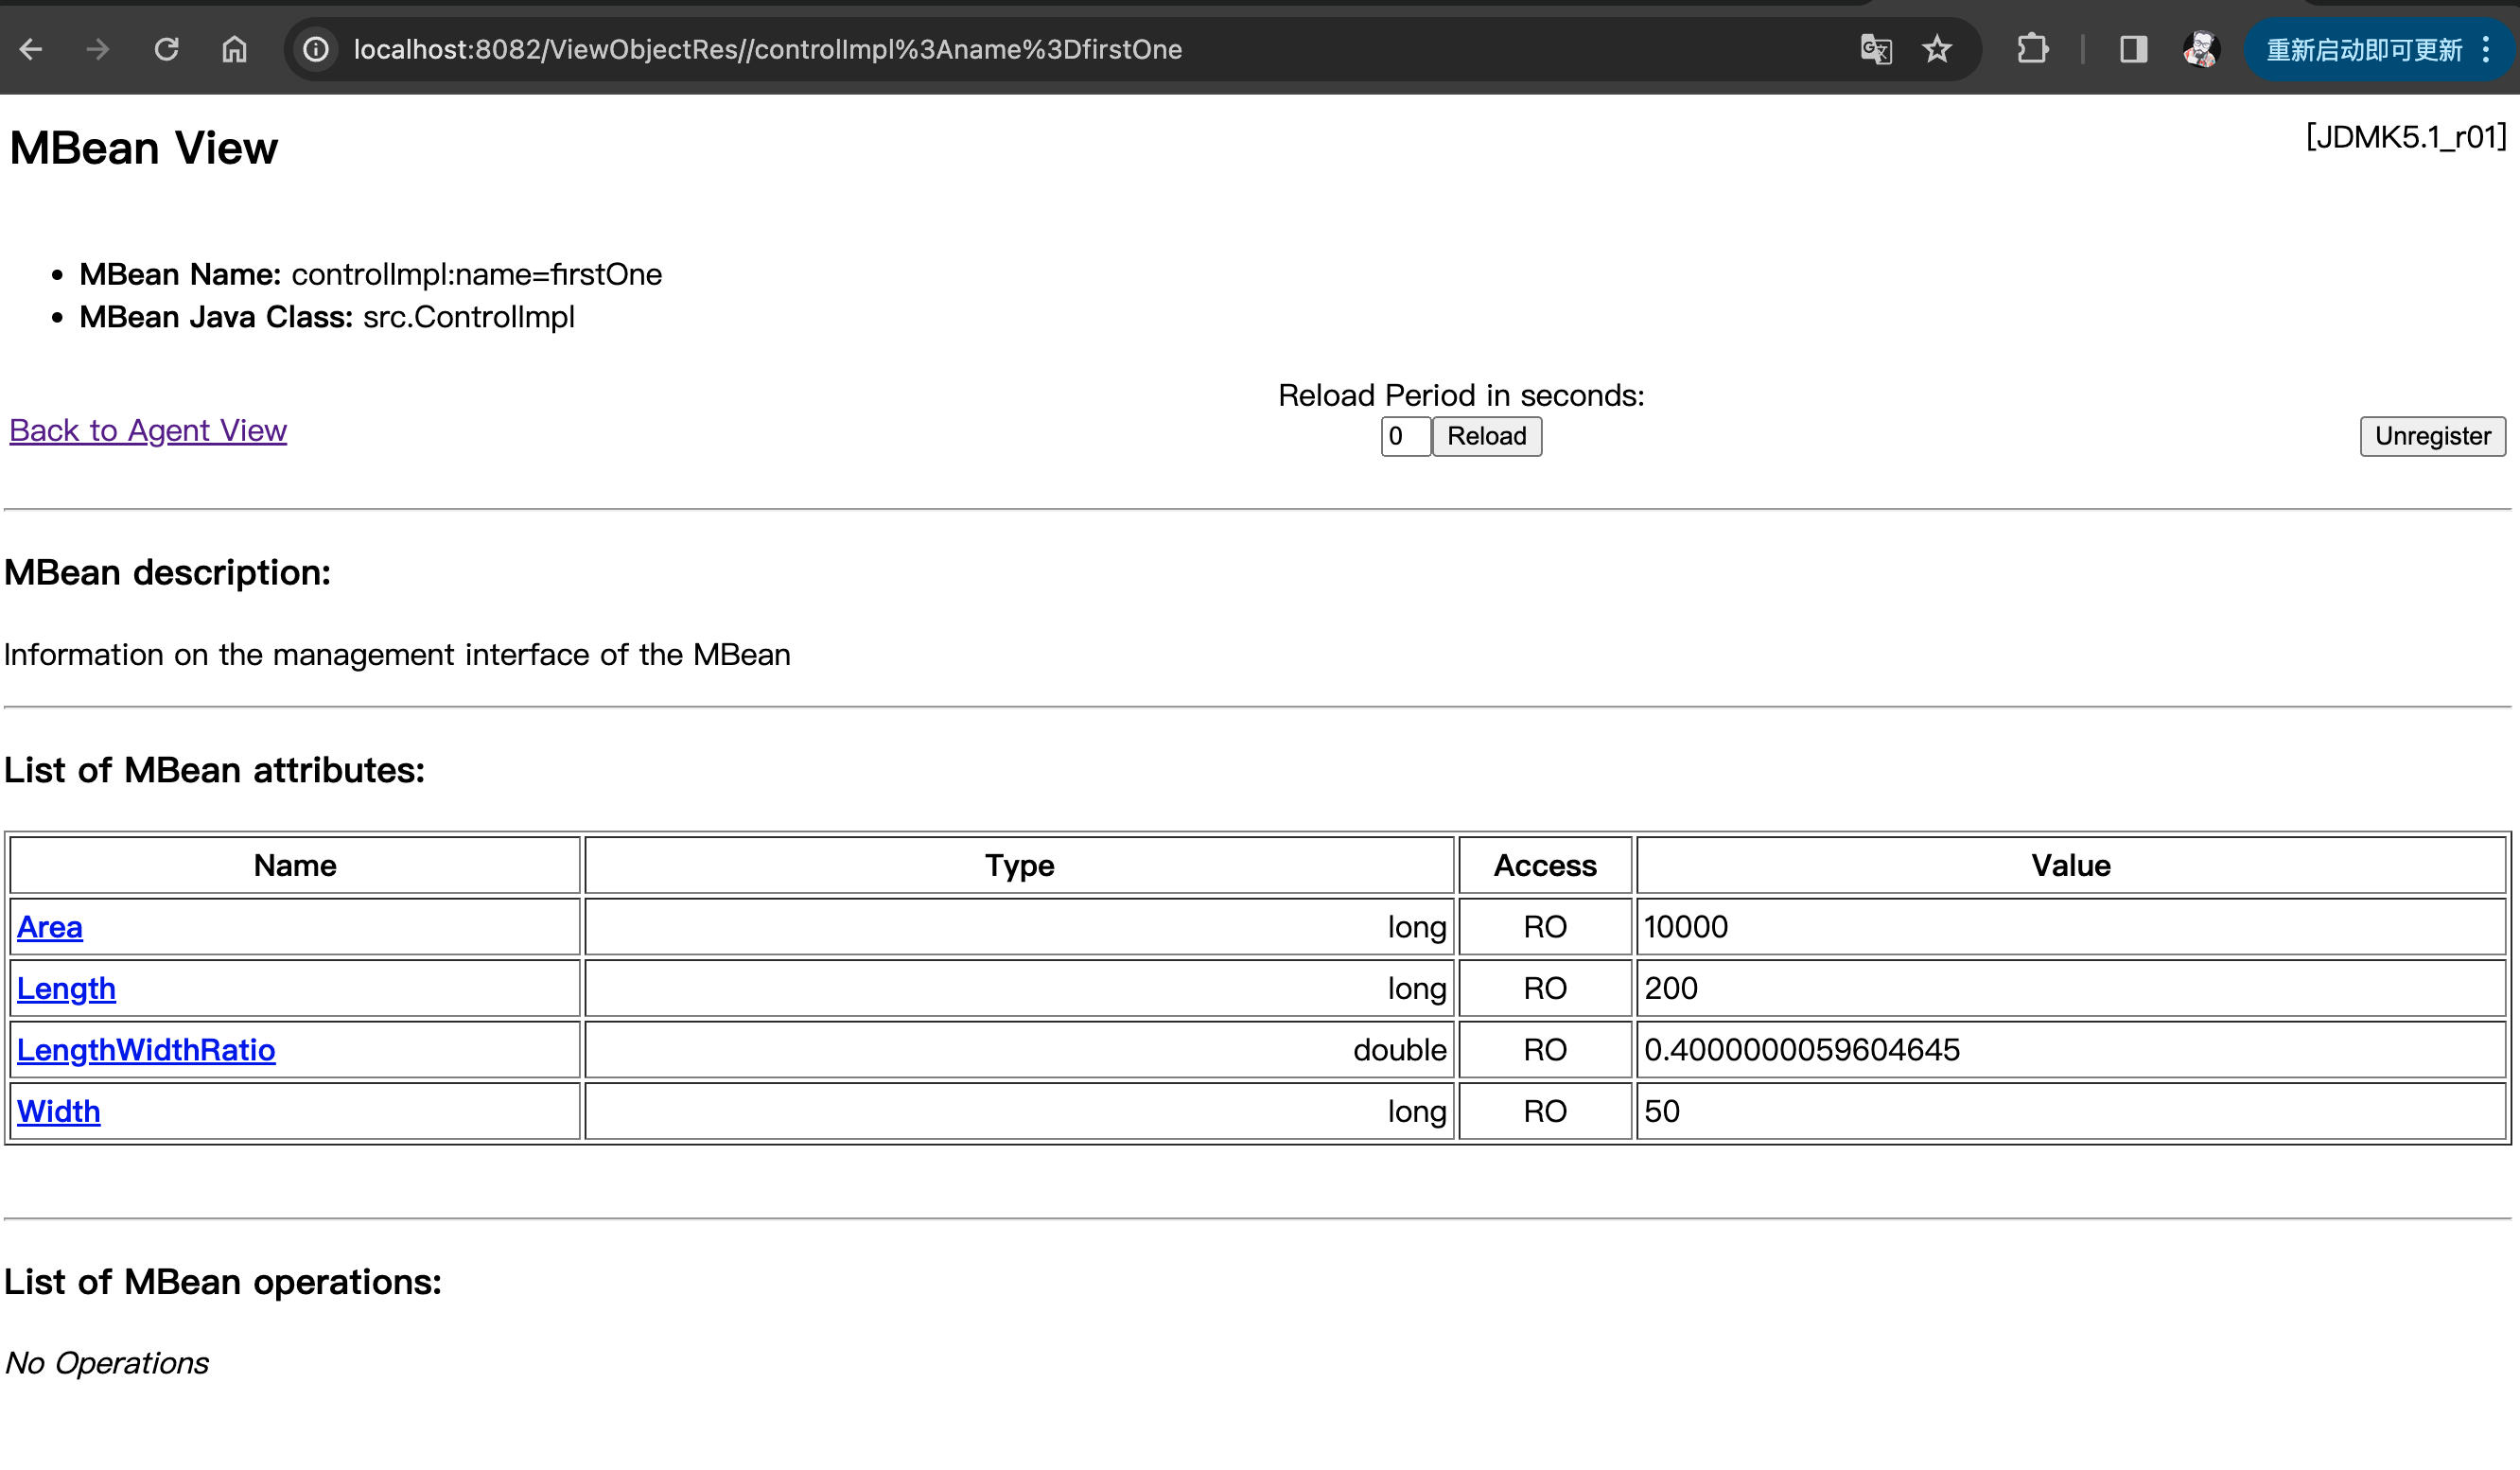 localhost:8082/ViewObjectRes//controlImpl%3Aname%3DfirstOne
重新启动即可更新
MBean View
[JDMK5.1_r01]
MBean Name: controlImpl:name=firstOne
MBean Java Class: src.ControlImpl
Reload Period in seconds:
Back to Agent View
0 Reload
Unregister
MBean description:
Information on the management interface of the MBean
List of MBean attributes:
Name Type Access Value
Area long RO 10000
Length long RO 200
LengthWidthRatio double RO 0.4000000059604645
Width long RO 50
List of MBean operations:
No Operations